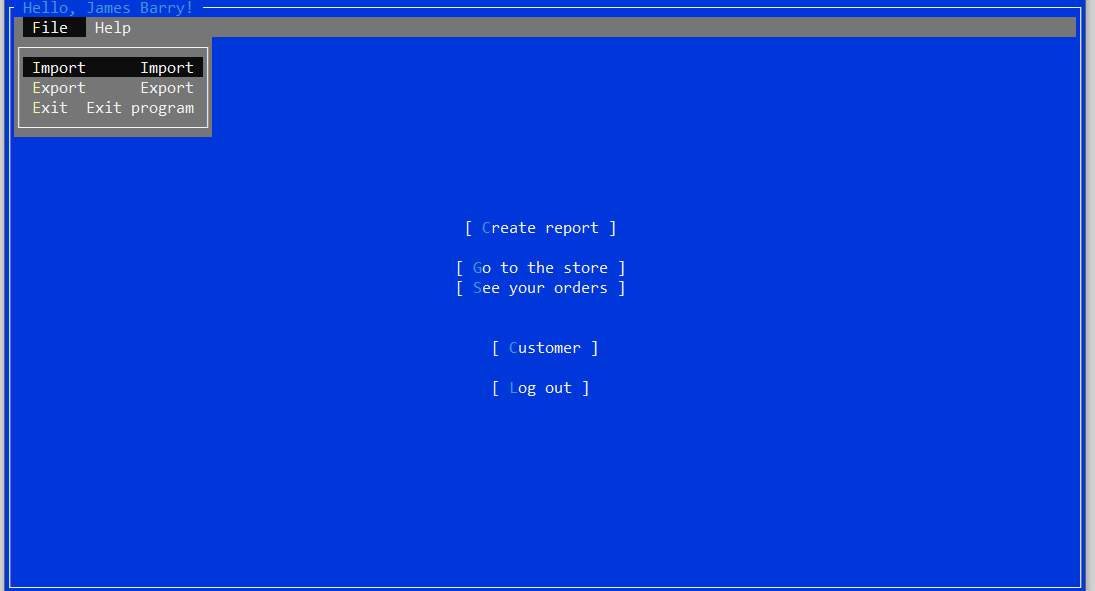 Hello, James Barry!
File Help
Import Import
Export Export
Exit Exit program
[ Create report ]
[ Go to the store ]
[ See your orders ]
[ Customer ]
[ Log out ]